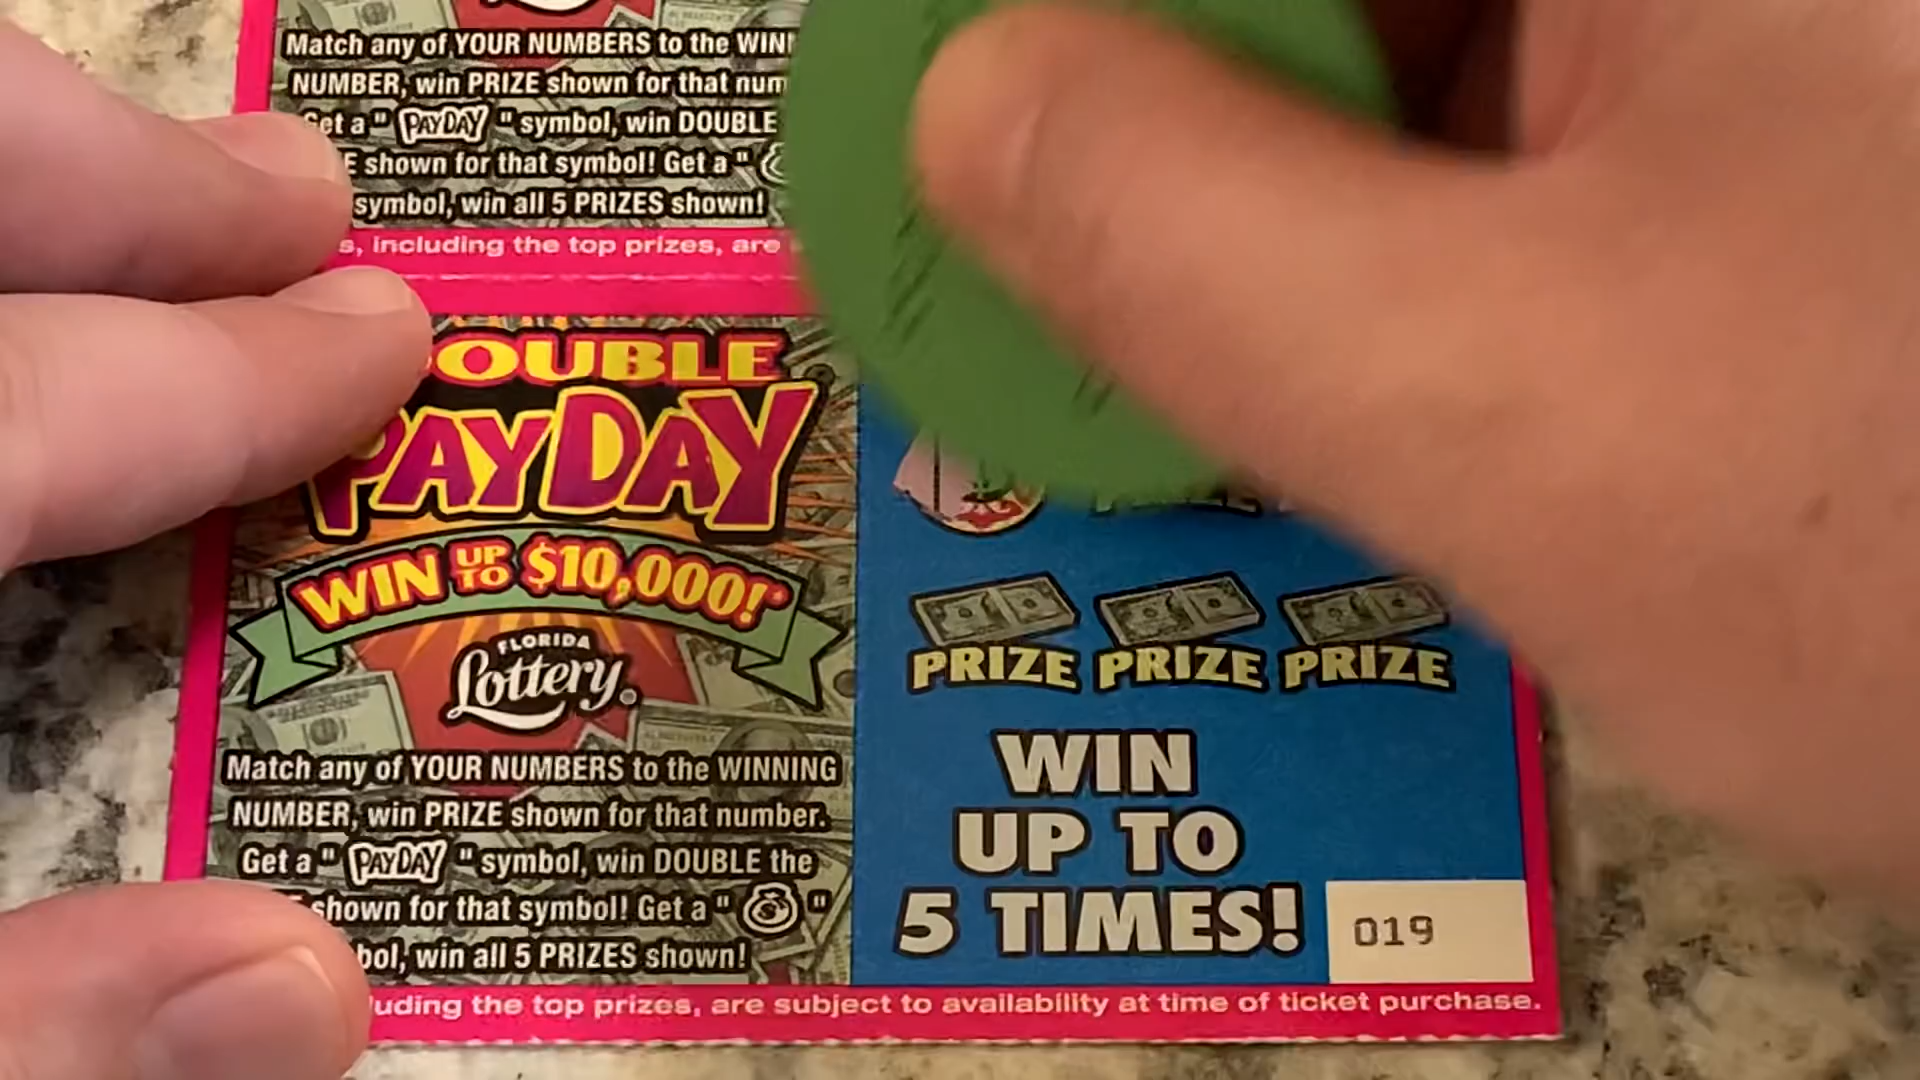 Match any of YOUR NUMBERS to the
NUMBER, win PRIZE shown for that
Get a " PAYDAY " symbol, win DOUBLE
shown for that symbol! Get a "
symbol, win all 5 PRIZES shown!
including the top prizes, are
DOUBLE
PAYDAY
WIN UP TO $10,000!*
FLORIDA
Lottery®
Match any of YOUR NUMBERS to the WINNING
NUMBER, win PRIZE shown for that number.
Get a " PAYDAY " symbol, win DOUBLE the
shown for that symbol! Get a " "
win all 5 PRIZES shown!
the top prizes, are subject to availability at time of ticket purchase.
PRIZE PRIZE PRIZE
WIN
UP TO
5 TIMES!
019